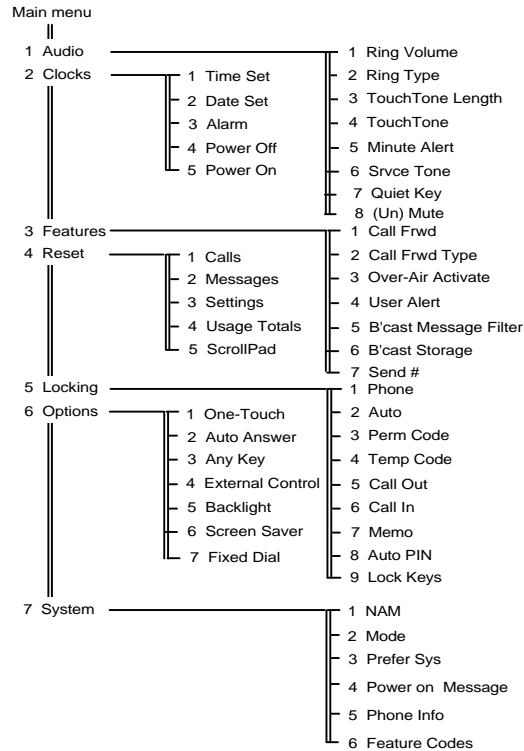 Main menu
1 Audio
1 Ring Volume
2 Ring Type
3 TouchTone Length
4 TouchTone
5 Minute Alert
6 Srvce Tone
7 Quiet Key
8 (Un) Mute
2 Clocks
1 Time Set
2 Date Set
3 Alarm
4 Power Off
5 Power On
3 Features
1 Call Frwd
2 Call Frwd Type
3 Over-Air Activate
4 User Alert
5 B'cast Message Filter
6 B'cast Storage
7 Send #
4 Reset
1 Calls
2 Messages
3 Settings
4 Usage Totals
5 ScrollPad
5 Locking
1 Phone
2 Auto
3 Perm Code
4 Temp Code
5 Call Out
6 Call In
7 Memo
8 Auto PIN
9 Lock Keys
6 Options
1 One-Touch
2 Auto Answer
3 Any Key
4 External Control
5 Backlight
6 Screen Saver
7 Fixed Dial
7 System
1 NAM
2 Mode
3 Prefer Sys
4 Power on Message
5 Phone Info
6 Feature Codes